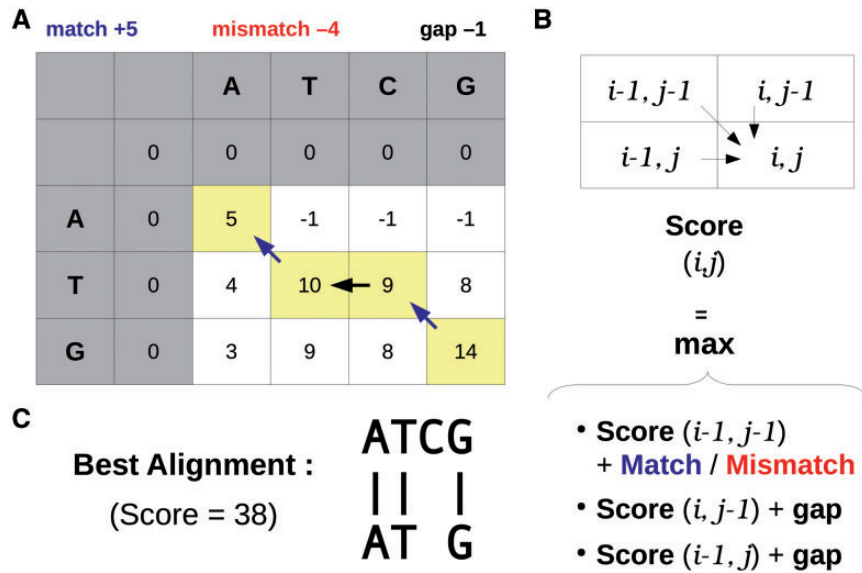 A
match +5 mismatch –4 gap –1
A T C G
0 0 0 0 0
A 0 5 -1 -1 -1
T 0 4 10 9 8
G 0 3 9 8 14
B
i-1, j-1 i, j-1
i-1, j i, j
Score
(i,j)
=
max
• Score (i-1, j-1)
+ Match / Mismatch
• Score (i, j-1) + gap
• Score (i-1, j) + gap
C
Best Alignment :
(Score = 38)
ATCG
AT G